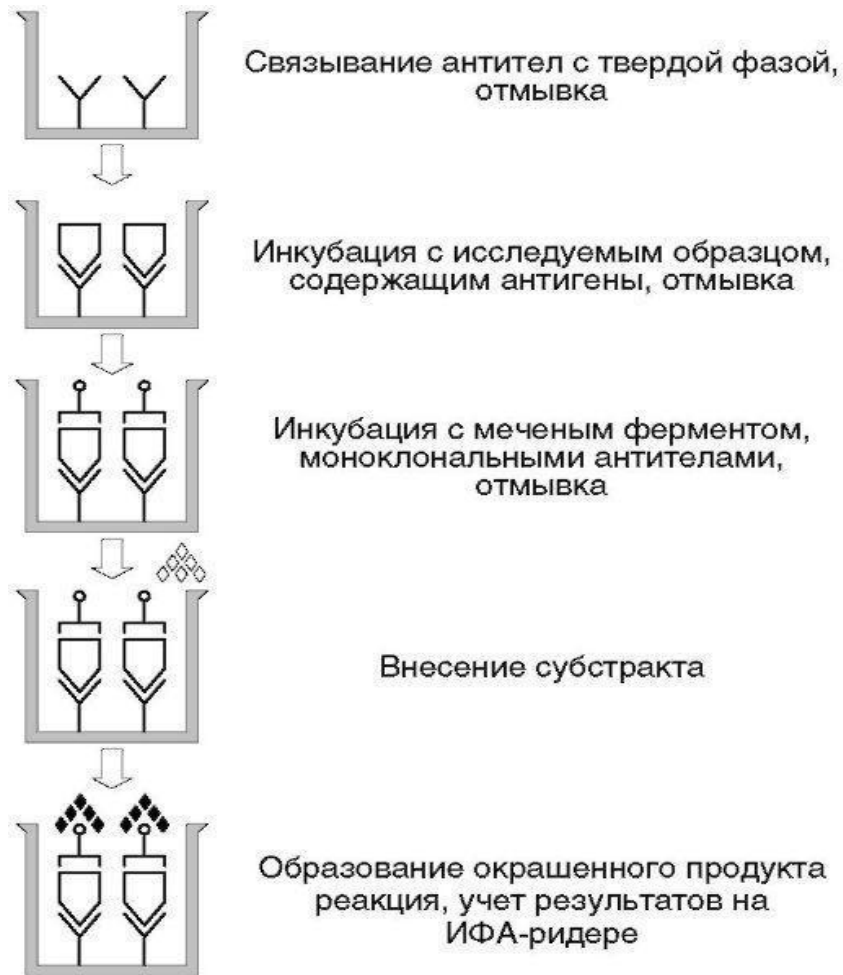 Связывание антител с твердой фазой,
отмывка
Инкубация с исследуемым образцом,
содержащим антигены, отмывка
Инкубация с меченым ферментом,
моноклональными антителами,
отмывка
Внесение субстракта
Образование окрашенного продукта
реакция, учет результатов на
ИФА-ридере